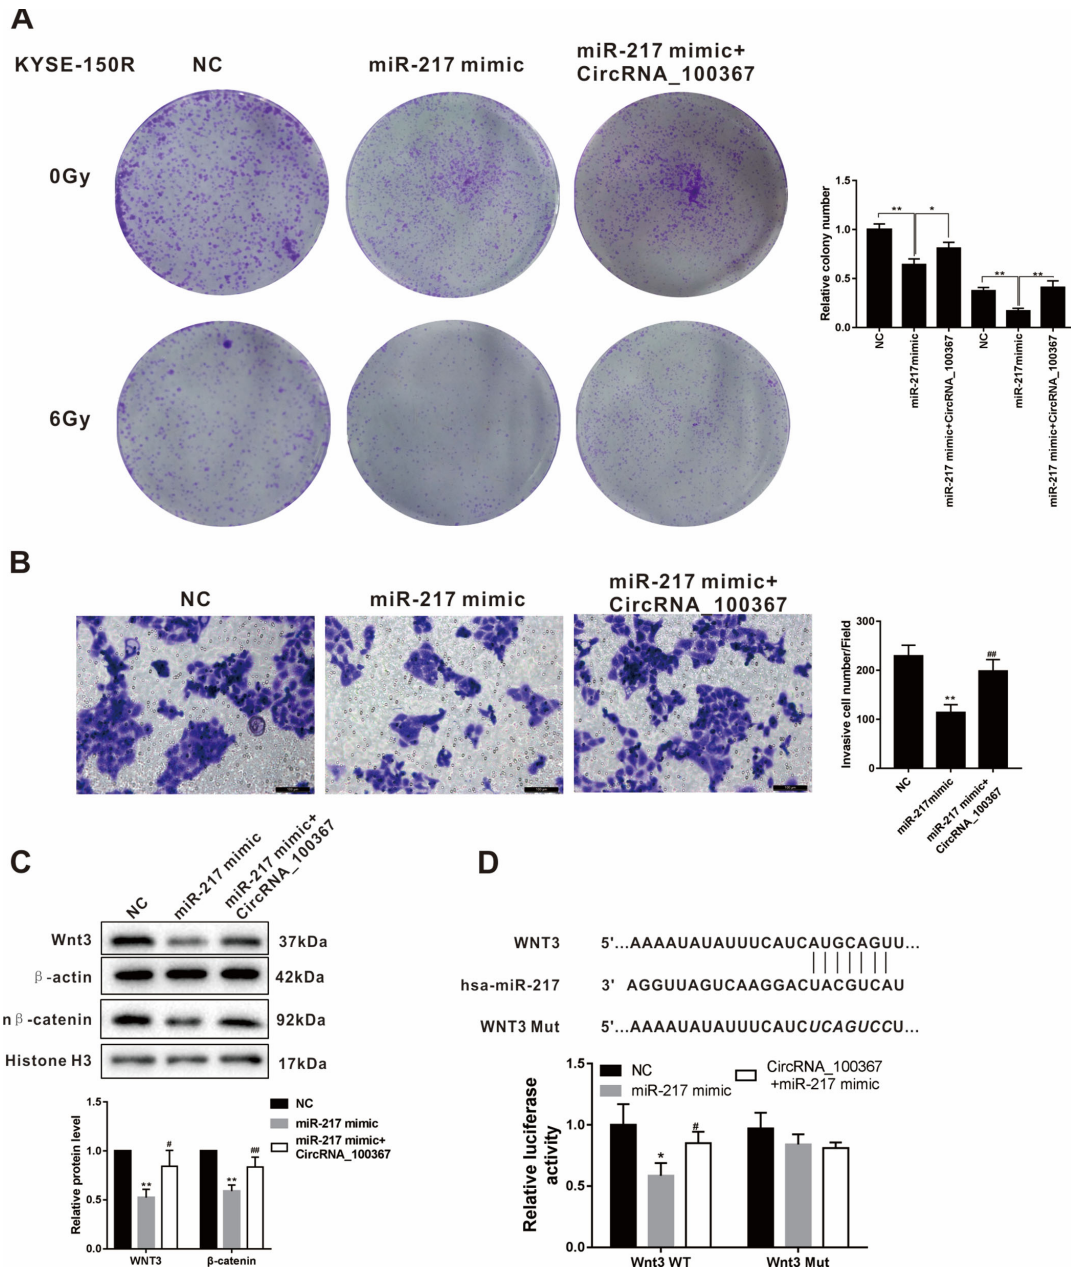 A
KYSE-150R
NC
miR-217 mimic
miR-217 mimic+
CircRNA_100367
0Gy
6Gy
Relative colony number
1.5
1.0
0.5
0.0
**
*
**
**
NC
miR-217mimic
miR-217 mimic+CircRNA_100367
NC
miR-217mimic
miR-217 mimic+CircRNA_100367
B
NC
miR-217 mimic
miR-217 mimic+
CircRNA_100367
Invasive cell number/Field
300
200
100
0
**
##
NC
miR-217mimic
miR-217 mimic+
CircRNA_100367
C
NC
miR-217 mimic
miR-217 mimic+
CircRNA_100367
Wnt3
37kDa
β-actin
42kDa
nβ-catenin
92kDa
Histone H3
17kDa
Relative protein level
1.5
1.0
0.5
0.0
NC
miR-217 mimic
miR-217 mimic+
CircRNA_100367
**
#
**
##
WNT3
β-catenin
D
WNT3 5'...AAAAUAUAUUUCAUCAUGCAGUU...
hsa-miR-217 3' AGGUUAGUCAAGGACUACGUCAU
WNT3 Mut 5'...AAAAUAUAUUUCAUCUCAGUCCU...
Relative luciferase
activity
1.5
1.0
0.5
0.0
NC
miR-217 mimic
CircRNA_100367
+miR-217 mimic
*
#
Wnt3 WT
Wnt3 Mut